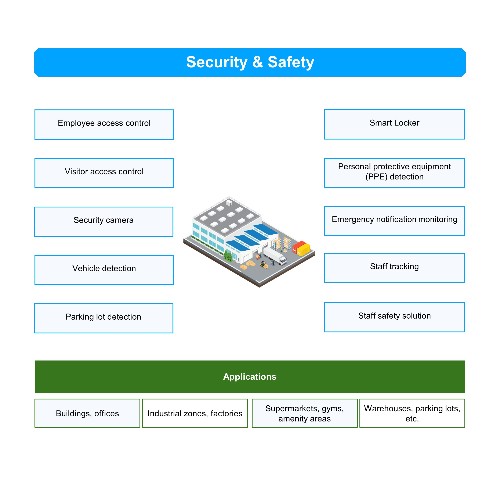 Security & Safety
Employee access control
Visitor access control
Security camera
Vehicle detection
Parking lot detection
Smart Locker
Personal protective equipment
(PPE) detection
Emergency notification monitoring
Staff tracking
Staff safety solution
Applications
Buildings, offices
Industrial zones, factories
Supermarkets, gyms,
amenity areas
Warehouses, parking lots,
etc.